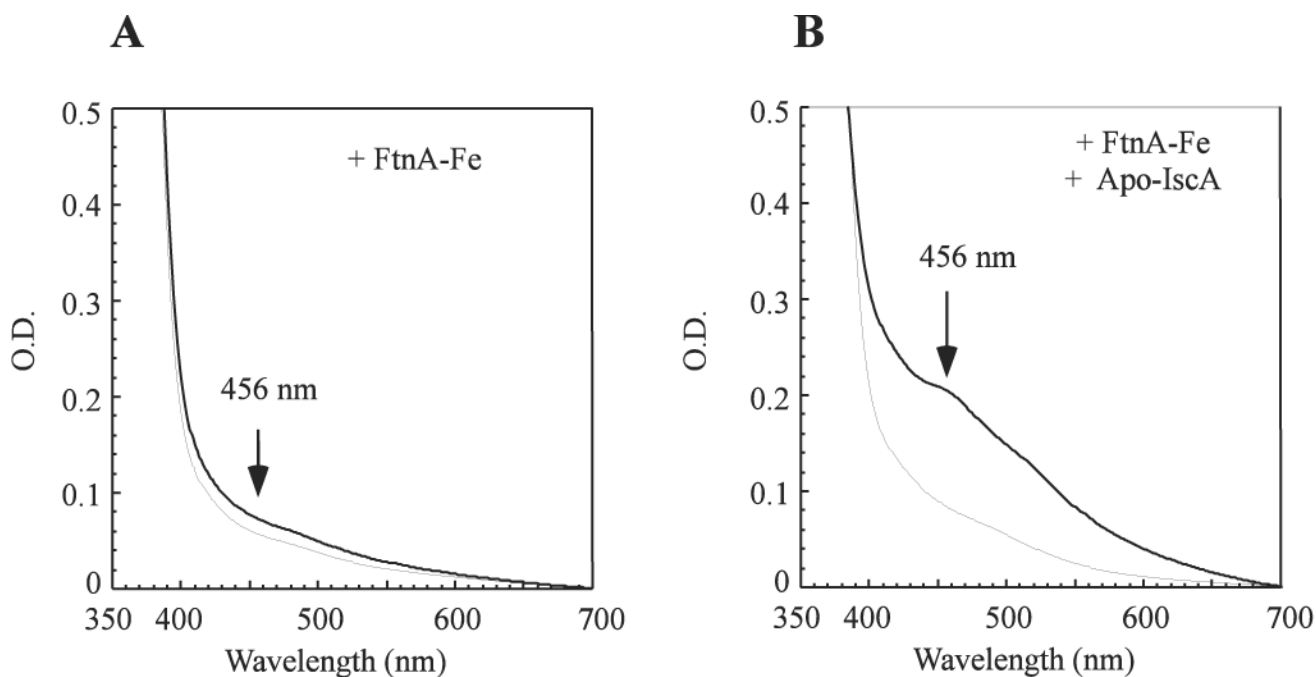 A
0.5
0.4
0.3
0.2
0.1
0
O.D.
+ FtnA-Fe
456 nm
350 400 500 600 700
Wavelength (nm)
B
0.5
0.4
0.3
0.2
0.1
0
O.D.
+ FtnA-Fe
+ Apo-IscA
456 nm
350 400 500 600 700
Wavelength (nm)